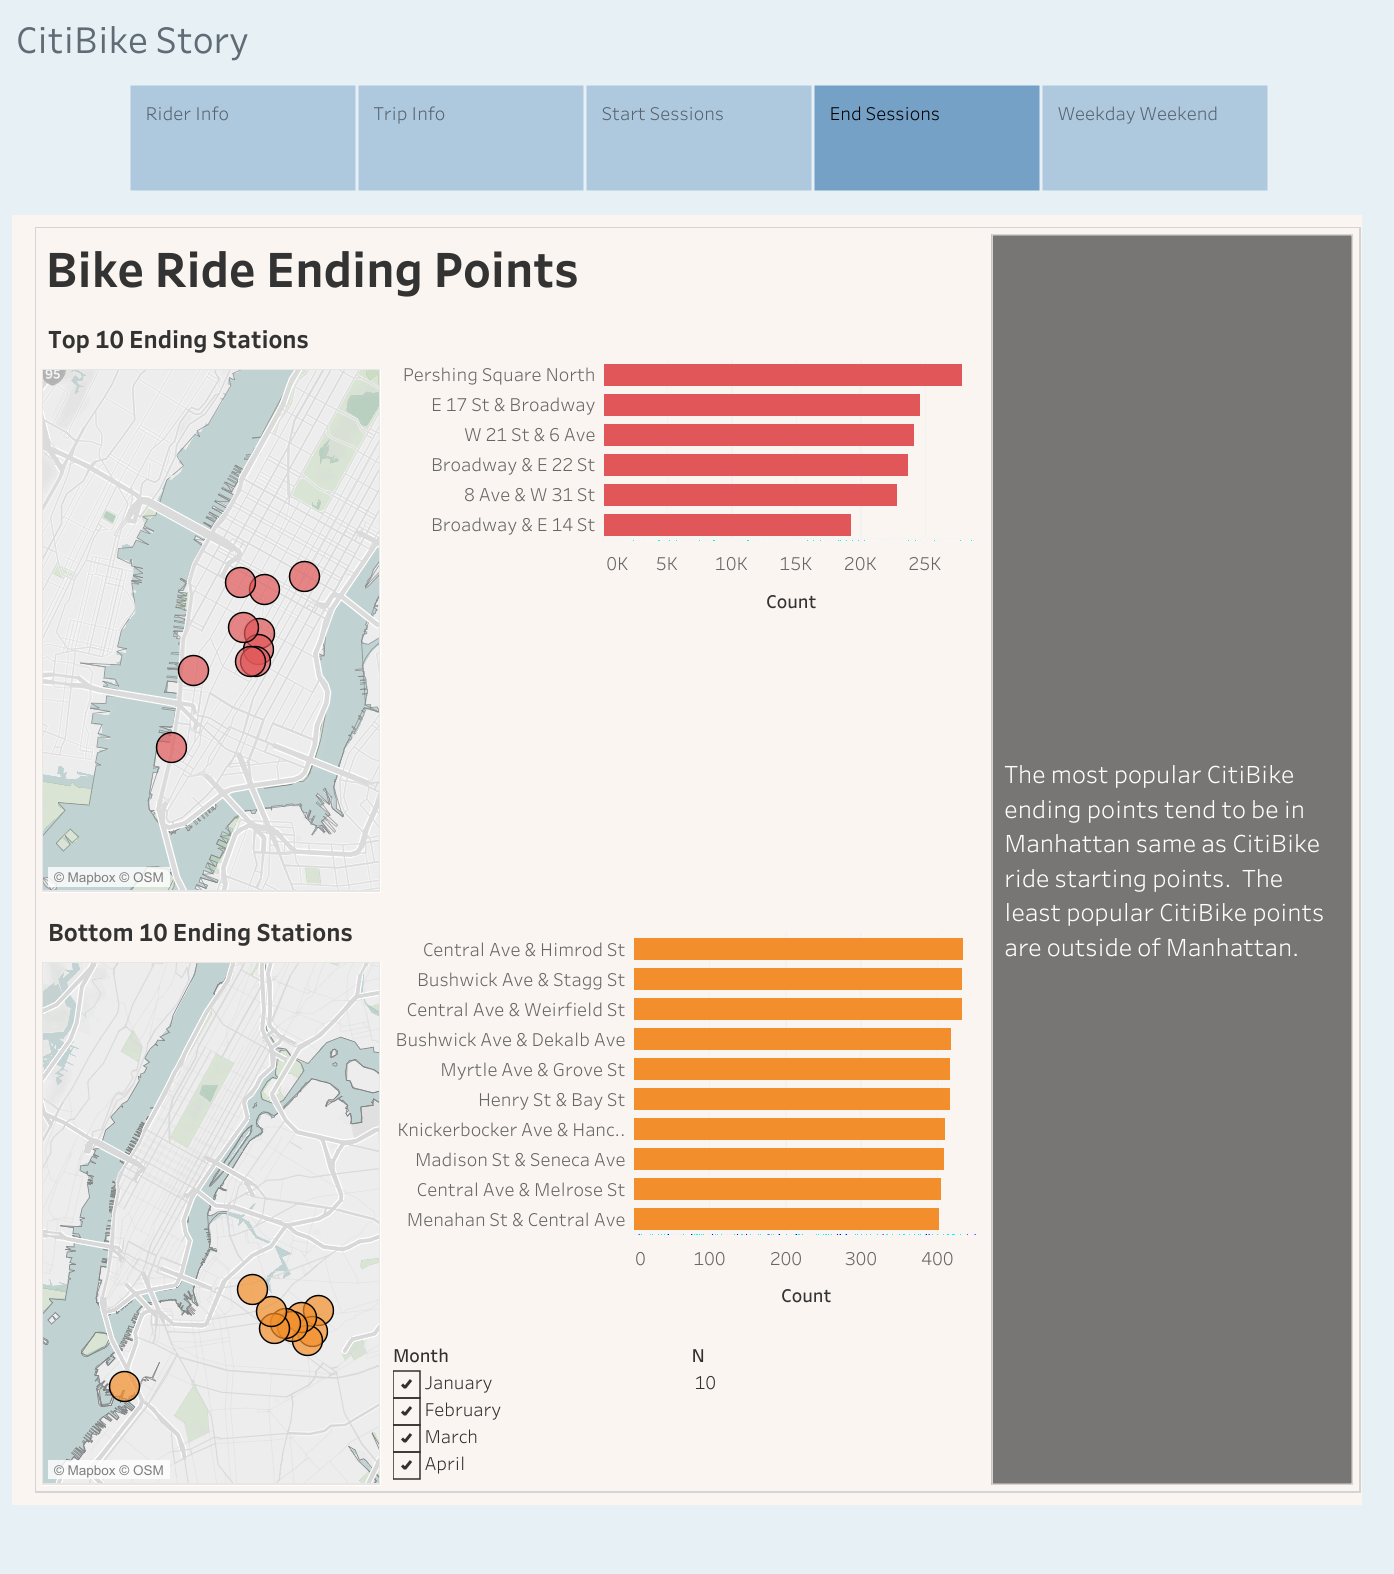 CitiBike Story
Rider Info
Trip Info
Start Sessions
End Sessions
Weekday Weekend
Bike Ride Ending Points
Top 10 Ending Stations
95
© Mapbox © OSM
Pershing Square North
E 17 St & Broadway
W 21 St & 6 Ave
Broadway & E 22 St
8 Ave & W 31 St
Broadway & E 14 St
0K 5K 10K 15K 20K 25K
Count
Bottom 10 Ending Stations
© Mapbox © OSM
Central Ave & Himrod St
Bushwick Ave & Stagg St
Central Ave & Weirfield St
Bushwick Ave & Dekalb Ave
Myrtle Ave & Grove St
Henry St & Bay St
Knickerbocker Ave & Hanc..
Madison St & Seneca Ave
Central Ave & Melrose St
Menahan St & Central Ave
0 100 200 300 400
Count
Month
January
February
March
April
N
10
The most popular CitiBike
ending points tend to be in
Manhattan same as CitiBike
ride starting points. The
least popular CitiBike points
are outside of Manhattan.